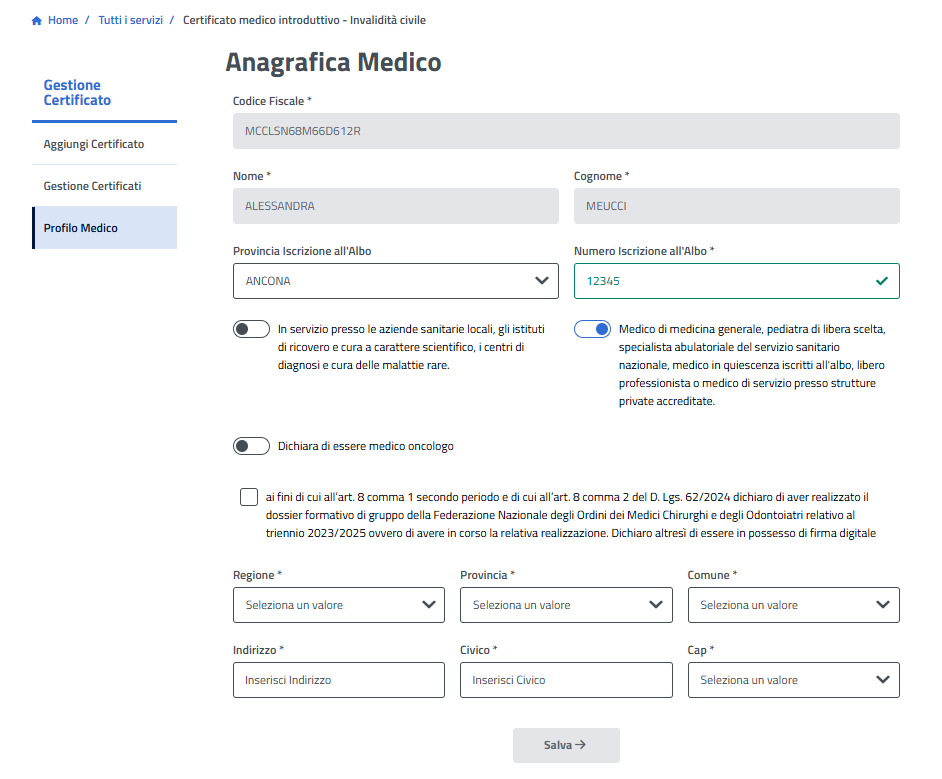 Home / Tutti i servizi / Certificato medico introduttivo - Invalidità civile
Anagrafica Medico
Gestione
Certificato
Aggiungi Certificato
Gestione Certificati
Profilo Medico
Codice Fiscale *
MCCLSN68M66D612R
Nome *
Cognome *
ALESSANDRA
MEUCCI
Provincia Iscrizione all'Albo
Numero Iscrizione all'Albo *
ANCONA
12345
In servizio presso le aziende sanitarie locali, gli istituti
di ricovero e cura a carattere scientifico, i centri di
diagnosi e cura delle malattie rare.
Medico di medicina generale, pediatra di libera scelta,
specialista abulatoriale del servizio sanitario
nazionale, medico in quiescenza iscritti all'albo, libero
professionista o medico di servizio presso strutture
private accreditate.
Dichiara di essere medico oncologo
ai fini di cui all'art. 8 comma 1 secondo periodo e di cui all'art. 8 comma 2 del D. Lgs. 62/2024 dichiaro di aver realizzato il
dossier formativo di gruppo della Federazione Nazionale degli Ordini dei Medici Chirurghi e degli Odontoiatri relativo al
triennio 2023/2025 ovvero di avere in corso la relativa realizzazione. Dichiaro altresì di essere in possesso di firma digitale
Regione *
Provincia *
Comune *
Seleziona un valore
Seleziona un valore
Seleziona un valore
Indirizzo *
Civico *
Cap *
Inserisci Indirizzo
Inserisci Civico
Seleziona un valore
Salva →